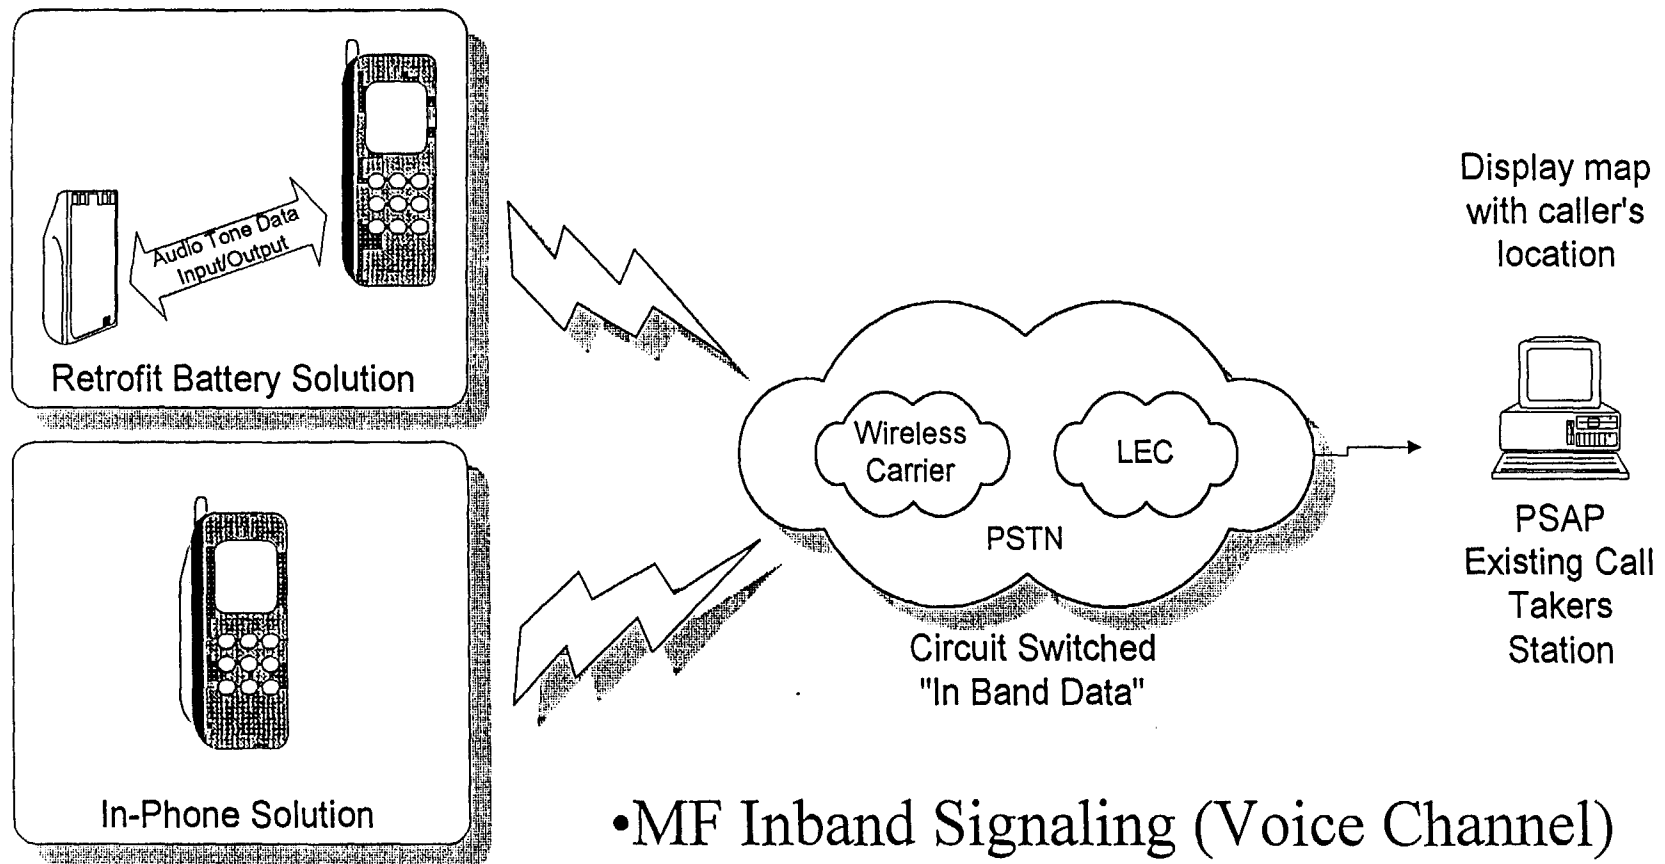 Audio Tone Data
Input/Output
Retrofit Battery Solution
In-Phone Solution
Wireless
Carrier
LEC
PSTN
Circuit Switched
"In Band Data"
Display map
with caller's
location
PSAP
Existing Call
Takers
Station
•MF Inband Signaling (Voice Channel)